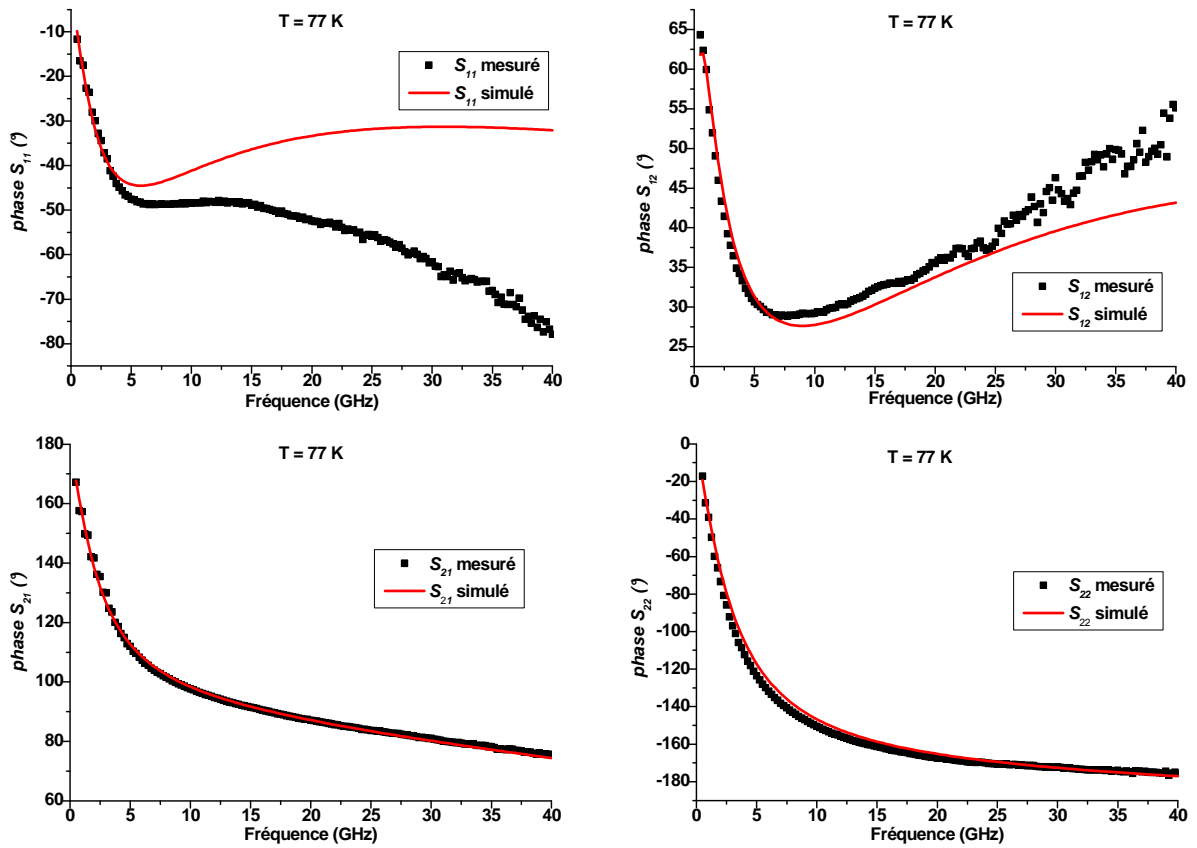 T = 77 K
-10
-20
-30
-40
-50
-60
-70
-80
phase S11 (°)
S11 mesuré
S11 simulé
0 5 10 15 20 25 30 35 40
Fréquence (GHz)
T = 77 K
65
60
55
50
45
40
35
30
25
phase S12 (°)
S12 mesuré
S12 simulé
0 5 10 15 20 25 30 35 40
Fréquence (GHz)
T = 77 K
180
160
140
120
100
80
60
phase S21 (°)
S21 mesuré
S21 simulé
0 5 10 15 20 25 30 35 40
Fréquence (GHz)
T = 77 K
0
-20
-40
-60
-80
-100
-120
-140
-160
-180
phase S22 (°)
S22 mesuré
S22 simulé
0 5 10 15 20 25 30 35 40
Fréquence (GHz)